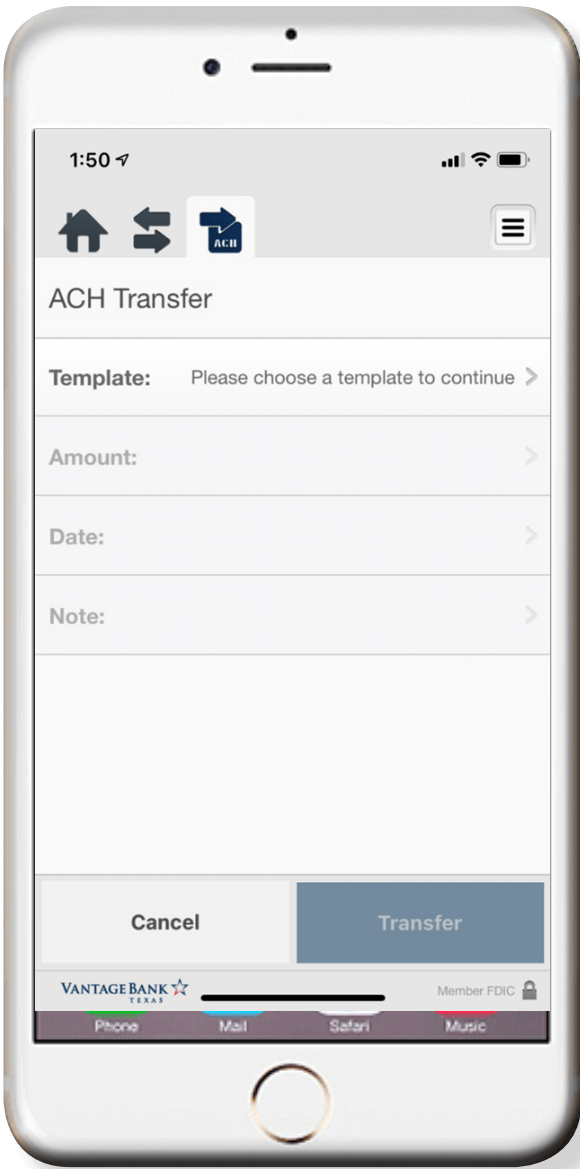 1:50
ACH
ACH Transfer
Template: Please choose a template to continue
Amount:
Date:
Note:
Cancel Transfer
VANTAGE BANK
TEXAS
Member FDIC
Phone Mail Safari Music